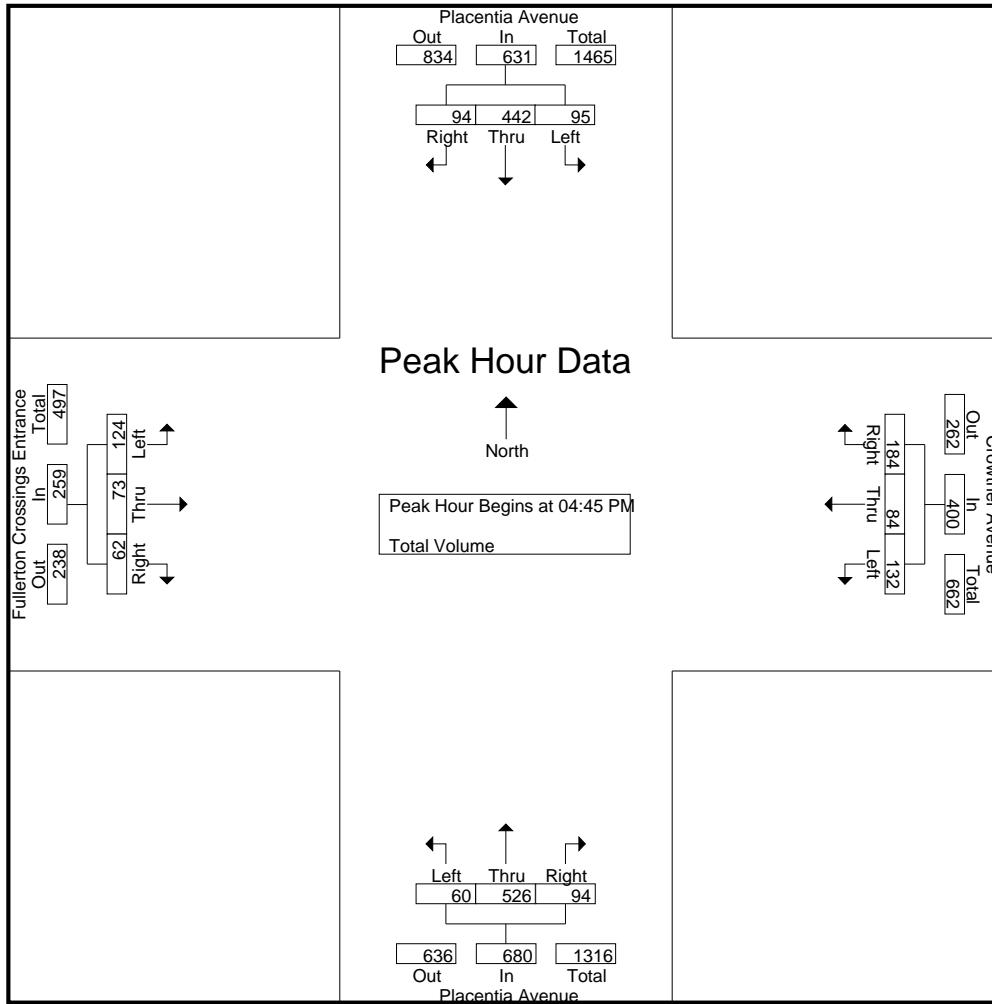 Placentia Avenue
Out In Total
834 631 1465
94 442 95
Right Thru Left
Peak Hour Data
North
Peak Hour Begins at 04:45 PM
Total Volume
Fullerton Crossings Entrance
Out In Total
238 259 497
Left Thru Right
124 73 62
Crowther Avenue
Out In Total
262 400 662
Right Thru Left
184 84 132
Left Thru Right
60 526 94
636 680 1316
Out In Total
Placentia Avenue